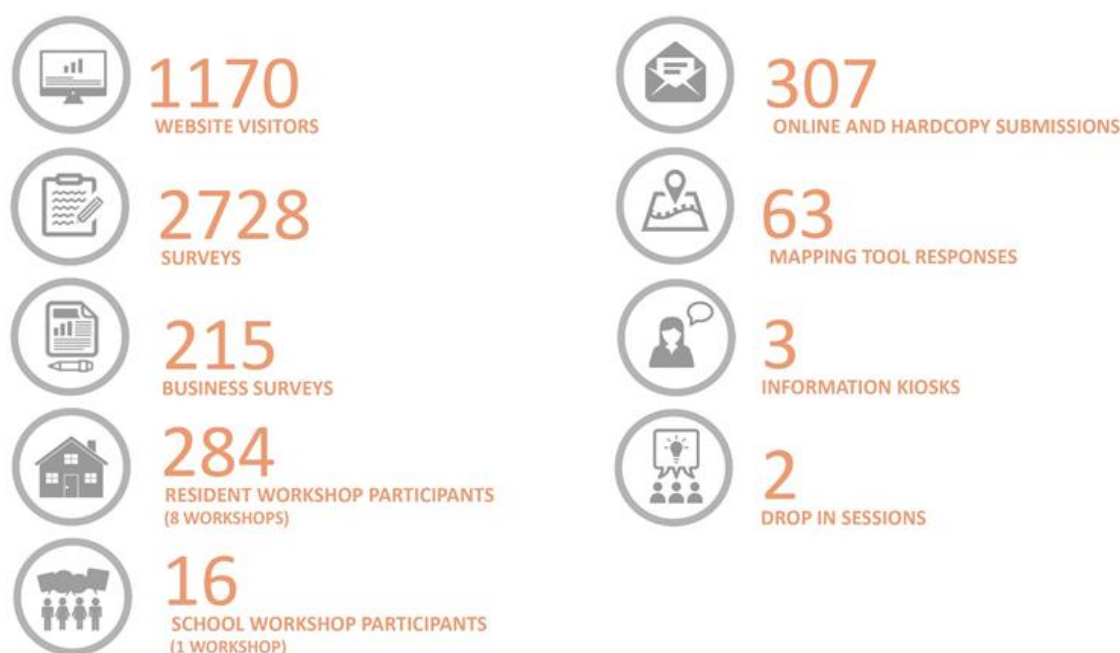 1170
WEBSITE VISITORS
2728
SURVEYS
215
BUSINESS SURVEYS
284
RESIDENT WORKSHOP PARTICIPANTS
(8 WORKSHOPS)
16
SCHOOL WORKSHOP PARTICIPANTS
(1 WORKSHOP)
307
ONLINE AND HARDCOPY SUBMISSIONS
63
MAPPING TOOL RESPONSES
3
INFORMATION KIOSKS
2
DROP IN SESSIONS